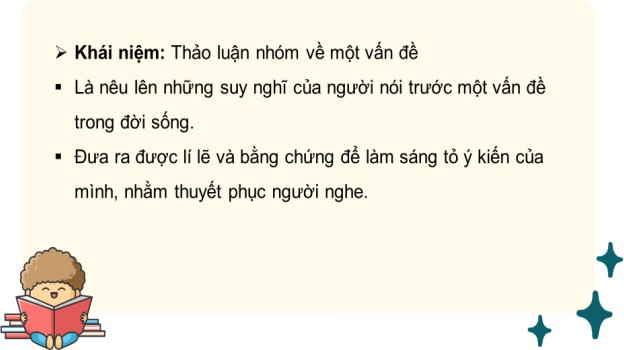 ➢ Khái niệm: Thảo luận nhóm về một vấn đề
▪ Là nêu lên những suy nghĩ của người nói trước một vấn đề
trong đời sống.
▪ Đưa ra được lí lẽ và bằng chứng để làm sáng tỏ ý kiến của
mình, nhằm thuyết phục người nghe.